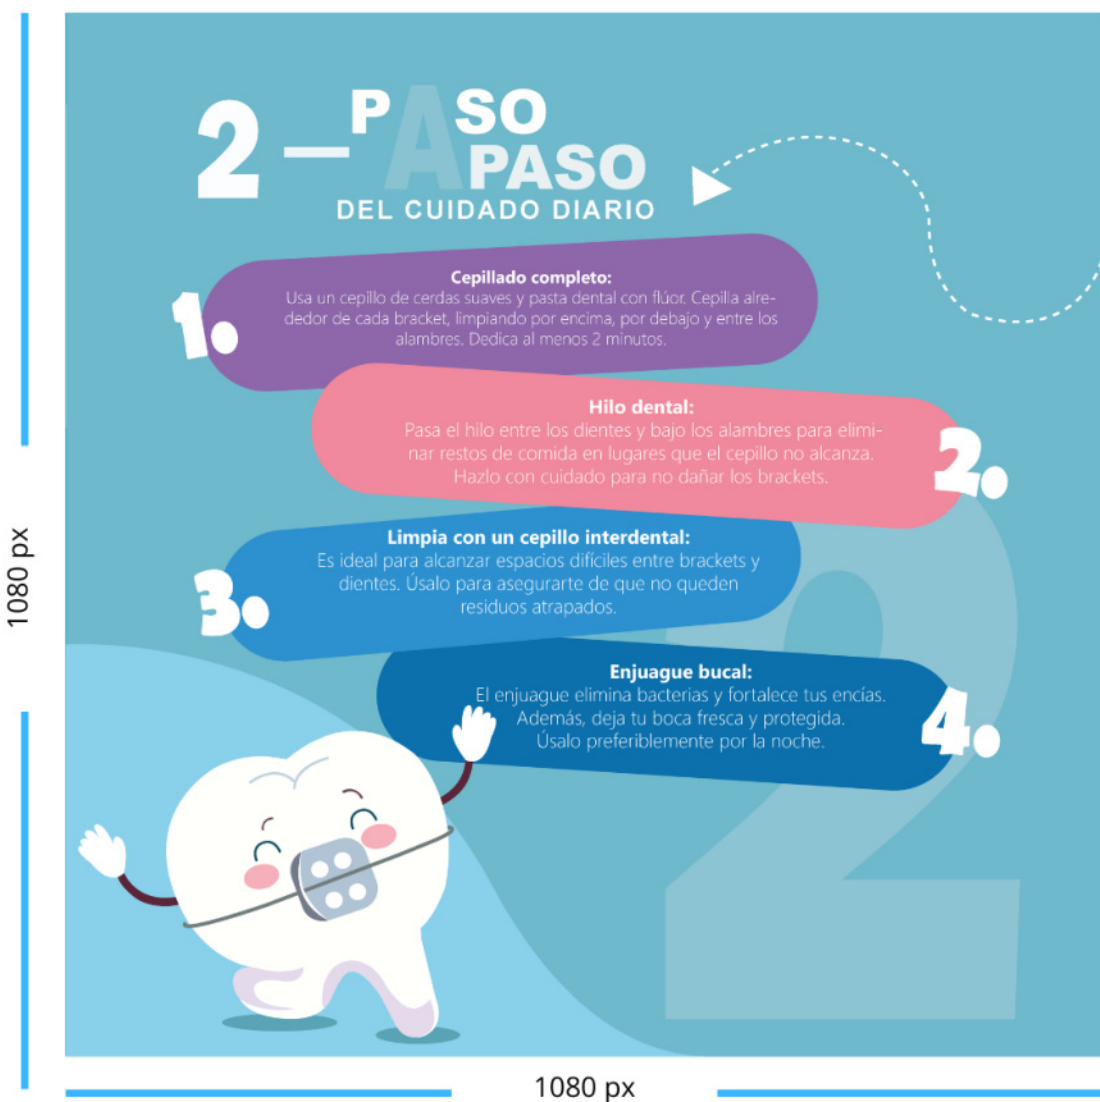 2 — PASO
A PASO
DEL CUIDADO DIARIO
1.
Cepillado completo:
Usa un cepillo de cerdas suaves y pasta dental con flúor. Cepilla alre-
dedor de cada bracket, limpiando por encima, por debajo y entre los
alambres. Dedica al menos 2 minutos.
2.
Hilo dental:
Pasa el hilo entre los dientes y bajo los alambres para elimi-
nar restos de comida en lugares que el cepillo no alcanza.
Hazlo con cuidado para no dañar los brackets.
3.
Limpia con un cepillo interdental:
Es ideal para alcanzar espacios difíciles entre brackets y
dientes. Úsalo para asegurarte de que no queden
residuos atrapados.
4.
Enjuague bucal:
El enjuague elimina bacterias y fortalece tus encías.
Además, deja tu boca fresca y protegida.
Úsalo preferiblemente por la noche.
2
1080 px
1080 px